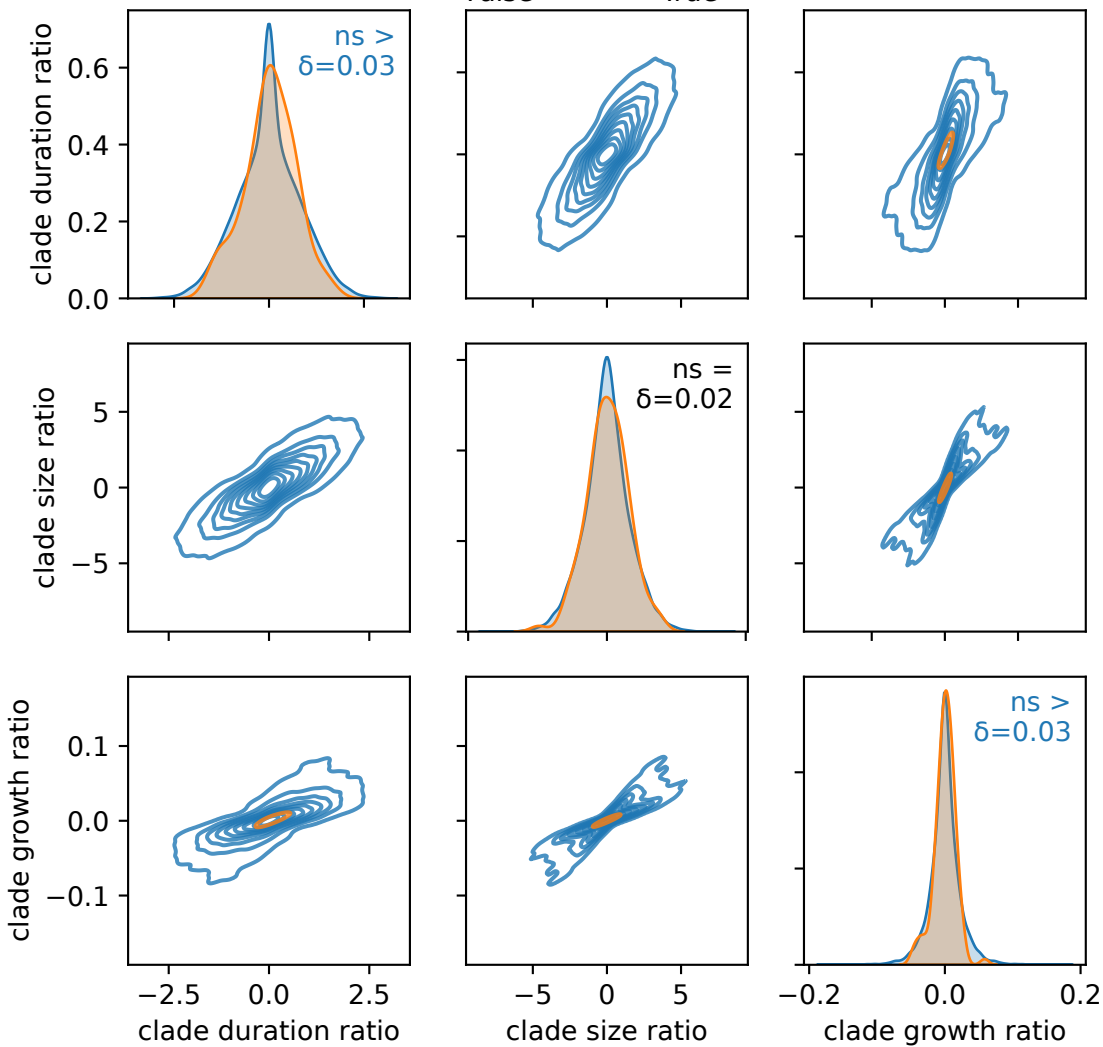 clade duration ratio
0.6
0.4
0.2
0.0
ns >
δ=0.03
−5
0
5
clade size ratio
5
0
−5
ns =
δ=0.02
clade growth ratio
0.1
0.0
−0.1
ns >
δ=0.03
−2.5
0.0
2.5
clade duration ratio
−5
0
5
clade size ratio
−0.2
0.0
0.2
clade growth ratio